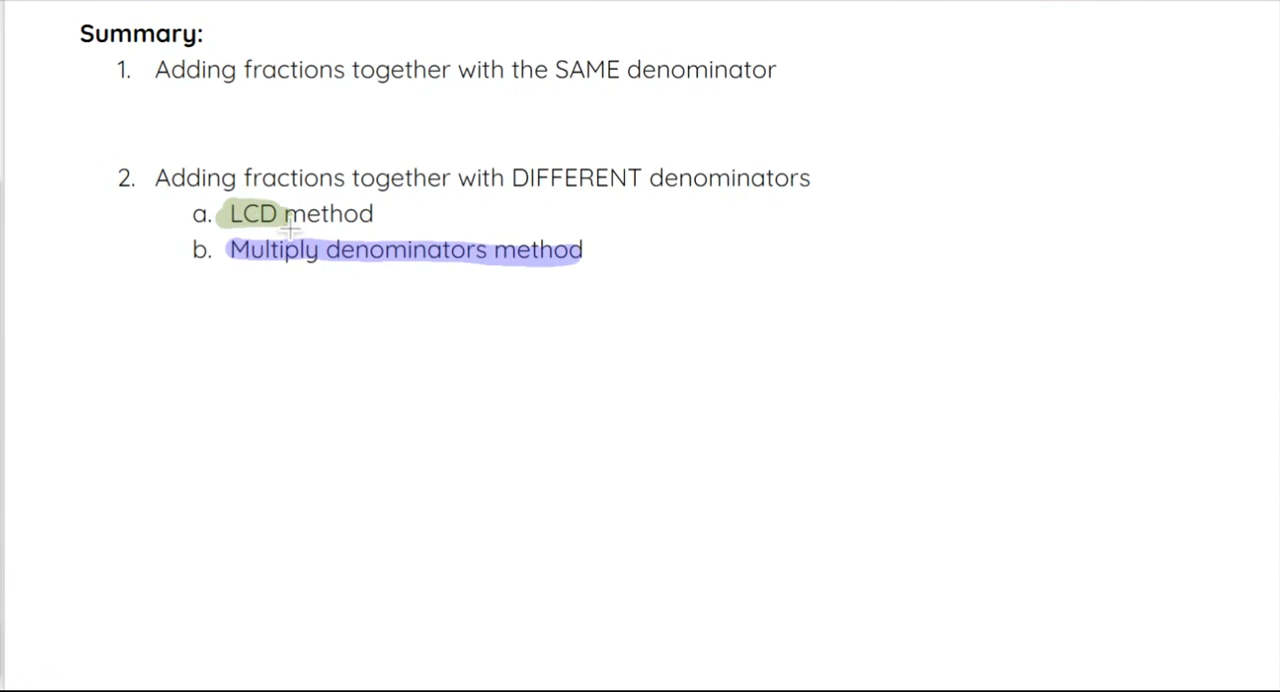 Summary:
1. Adding fractions together with the SAME denominator
2. Adding fractions together with DIFFERENT denominators
a. LCD method
b. Multiply denominators method